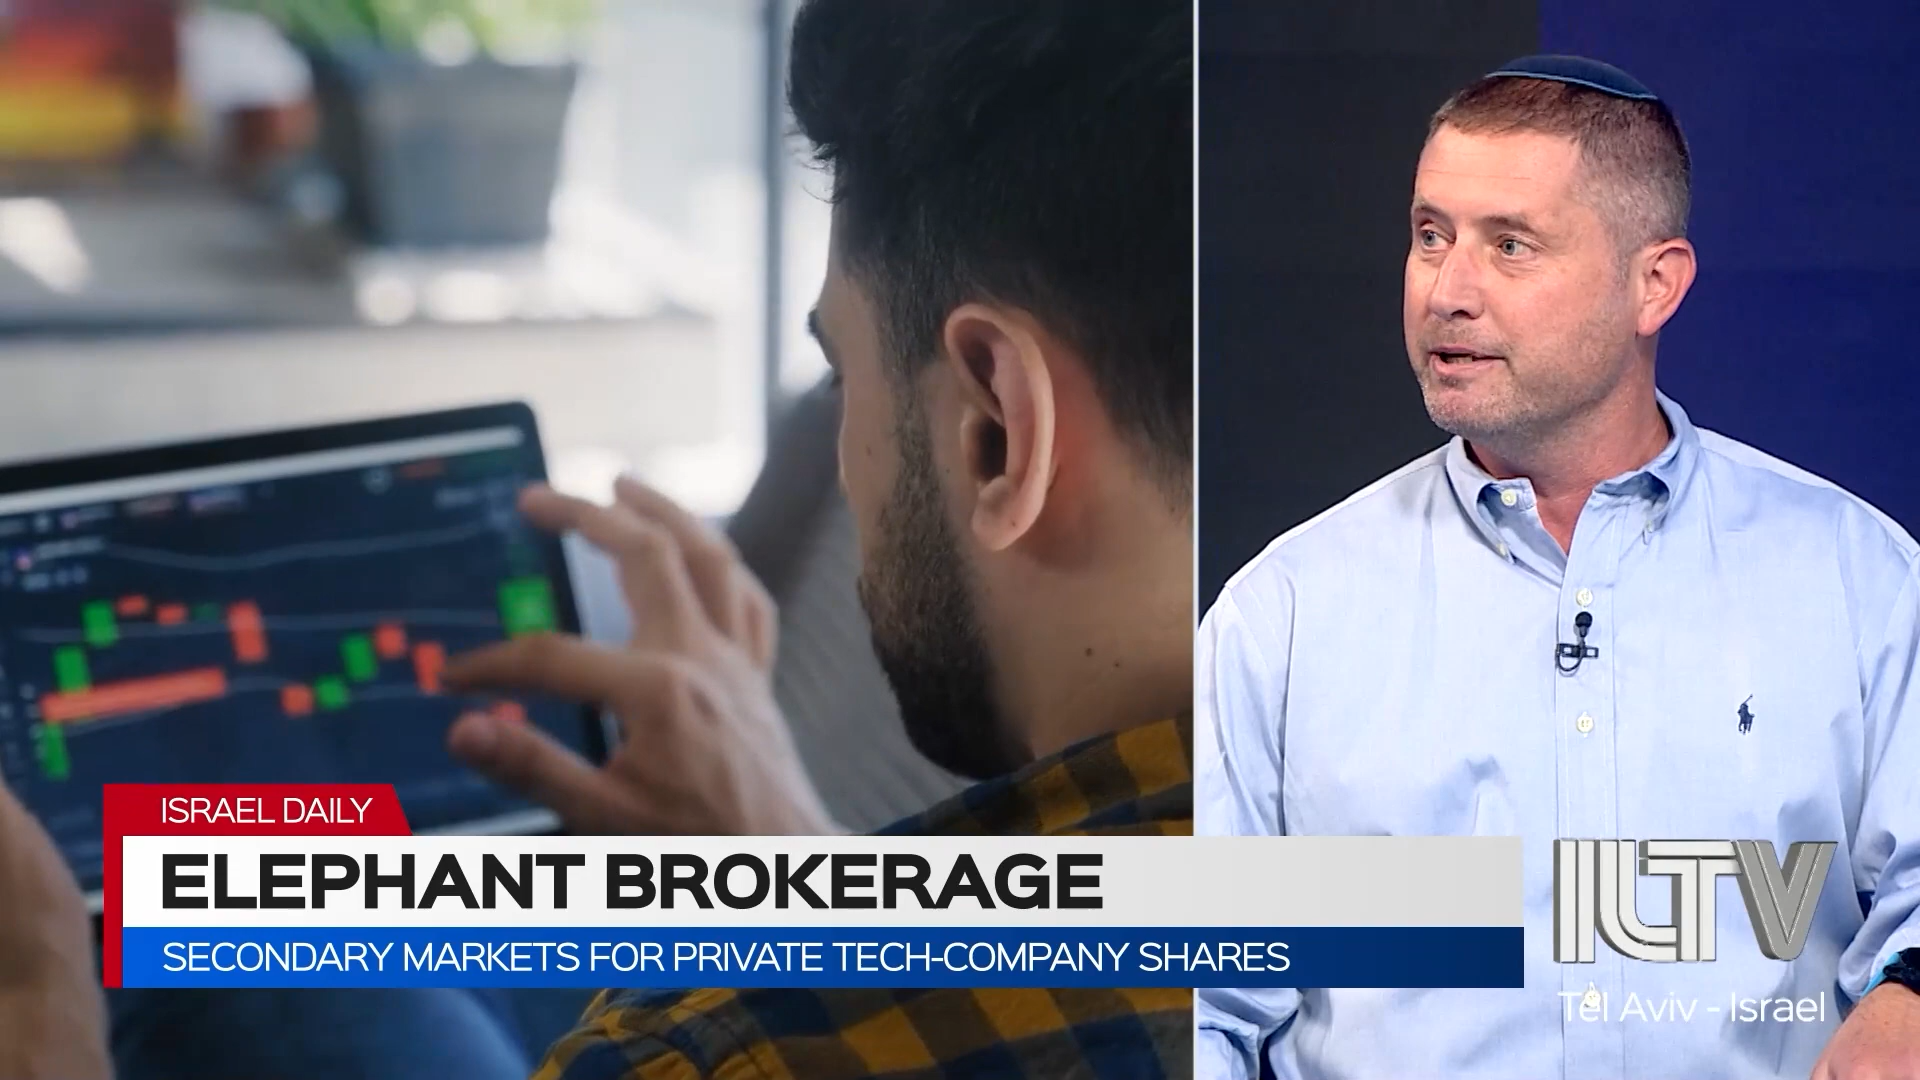 ISRAEL DAILY
ELEPHANT BROKERAGE
SECONDARY MARKETS FOR PRIVATE TECH-COMPANY SHARES
ILTV
Tel Aviv - Israel